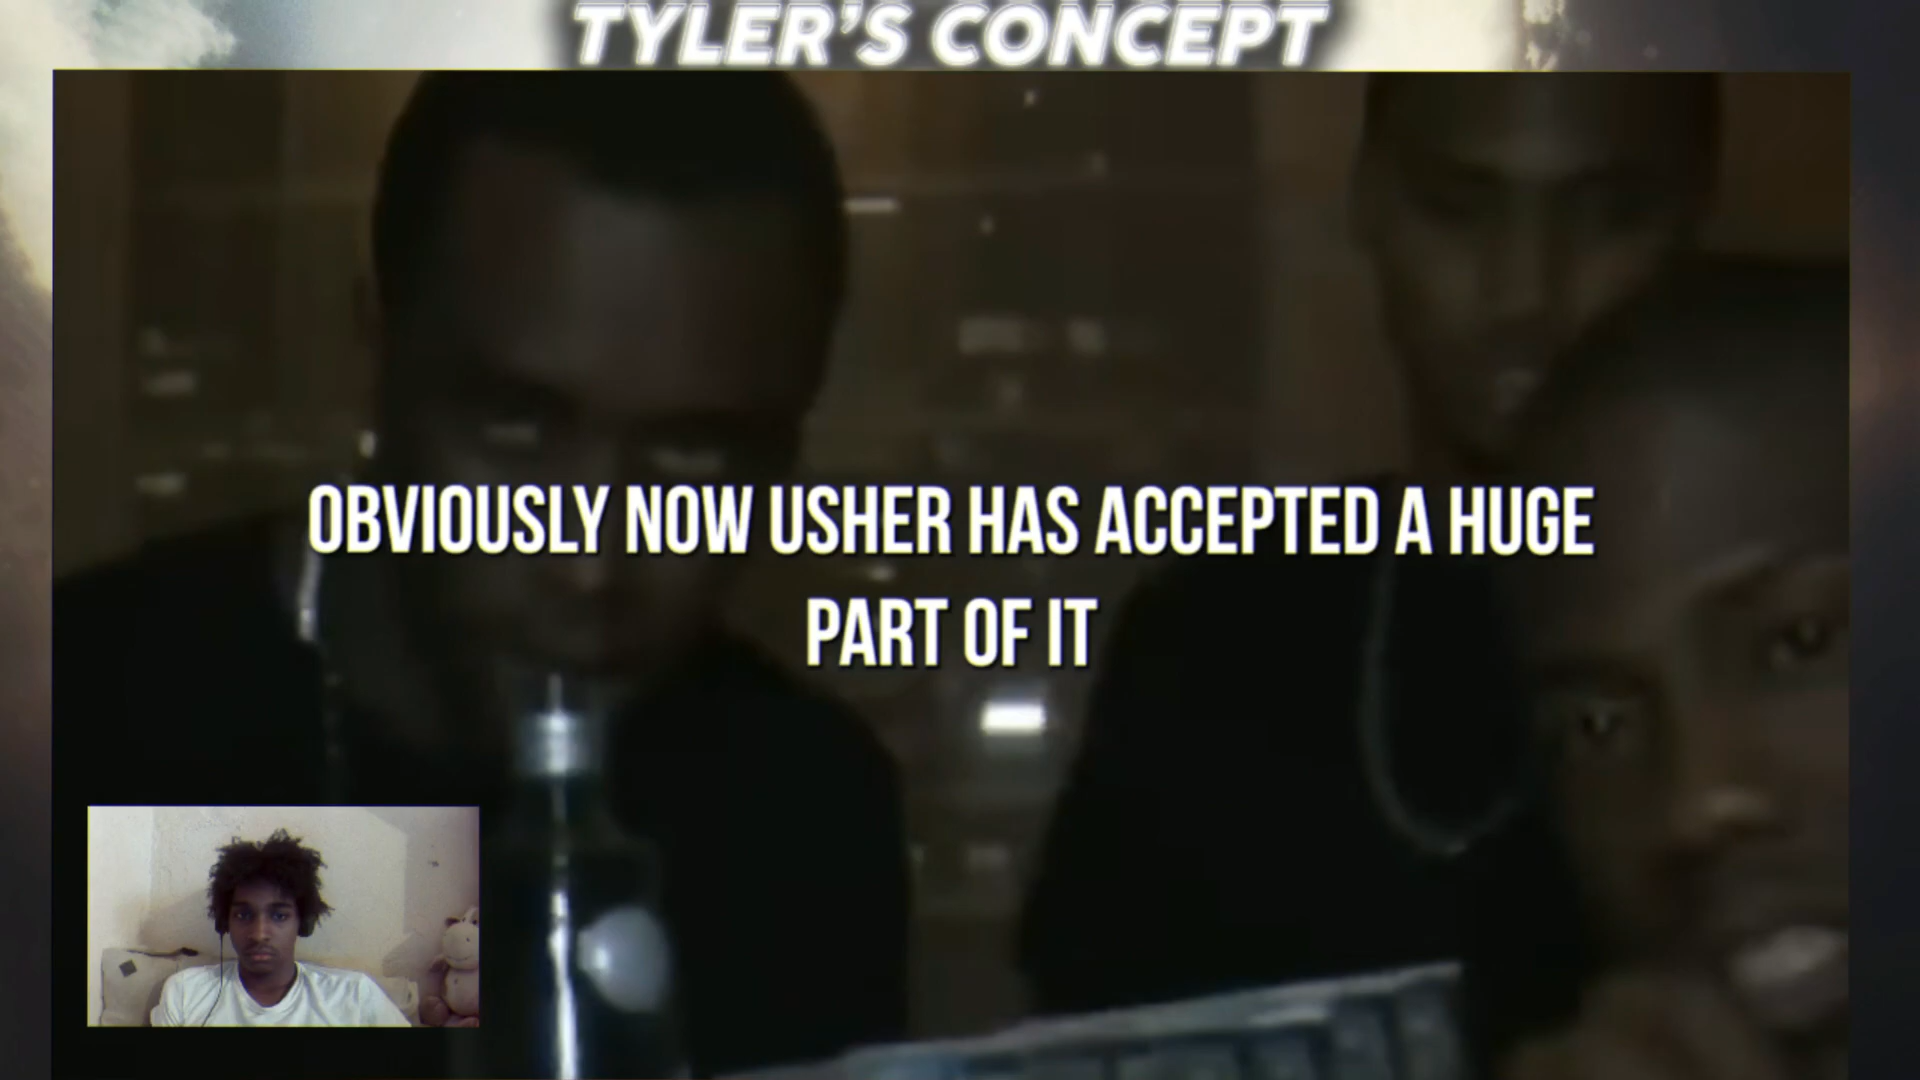 TYLER'S CONCEPT
OBVIOUSLY NOW USHER HAS ACCEPTED A HUGE
PART OF IT